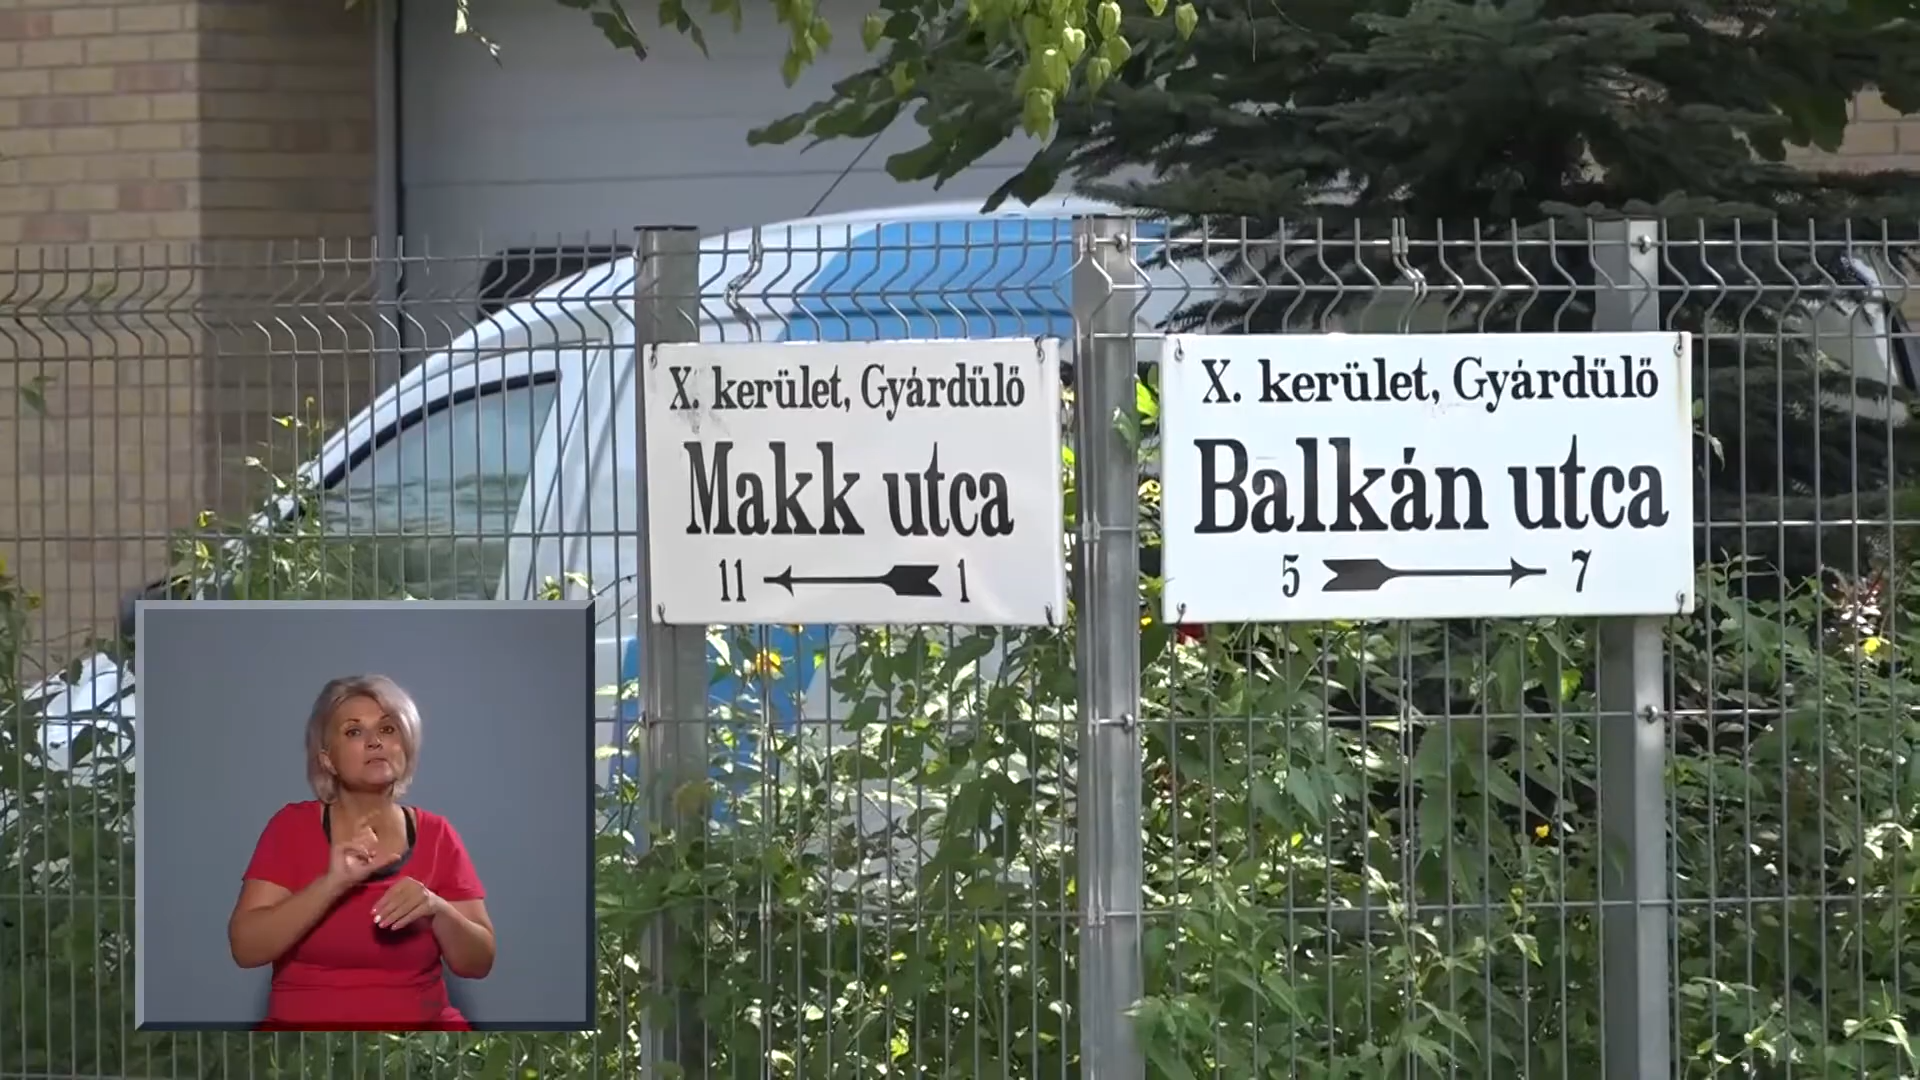 X. kerület, Gyárdűlő
Makk utca
11 1
X. kerület, Gyárdűlő
Balkán utca
5 7